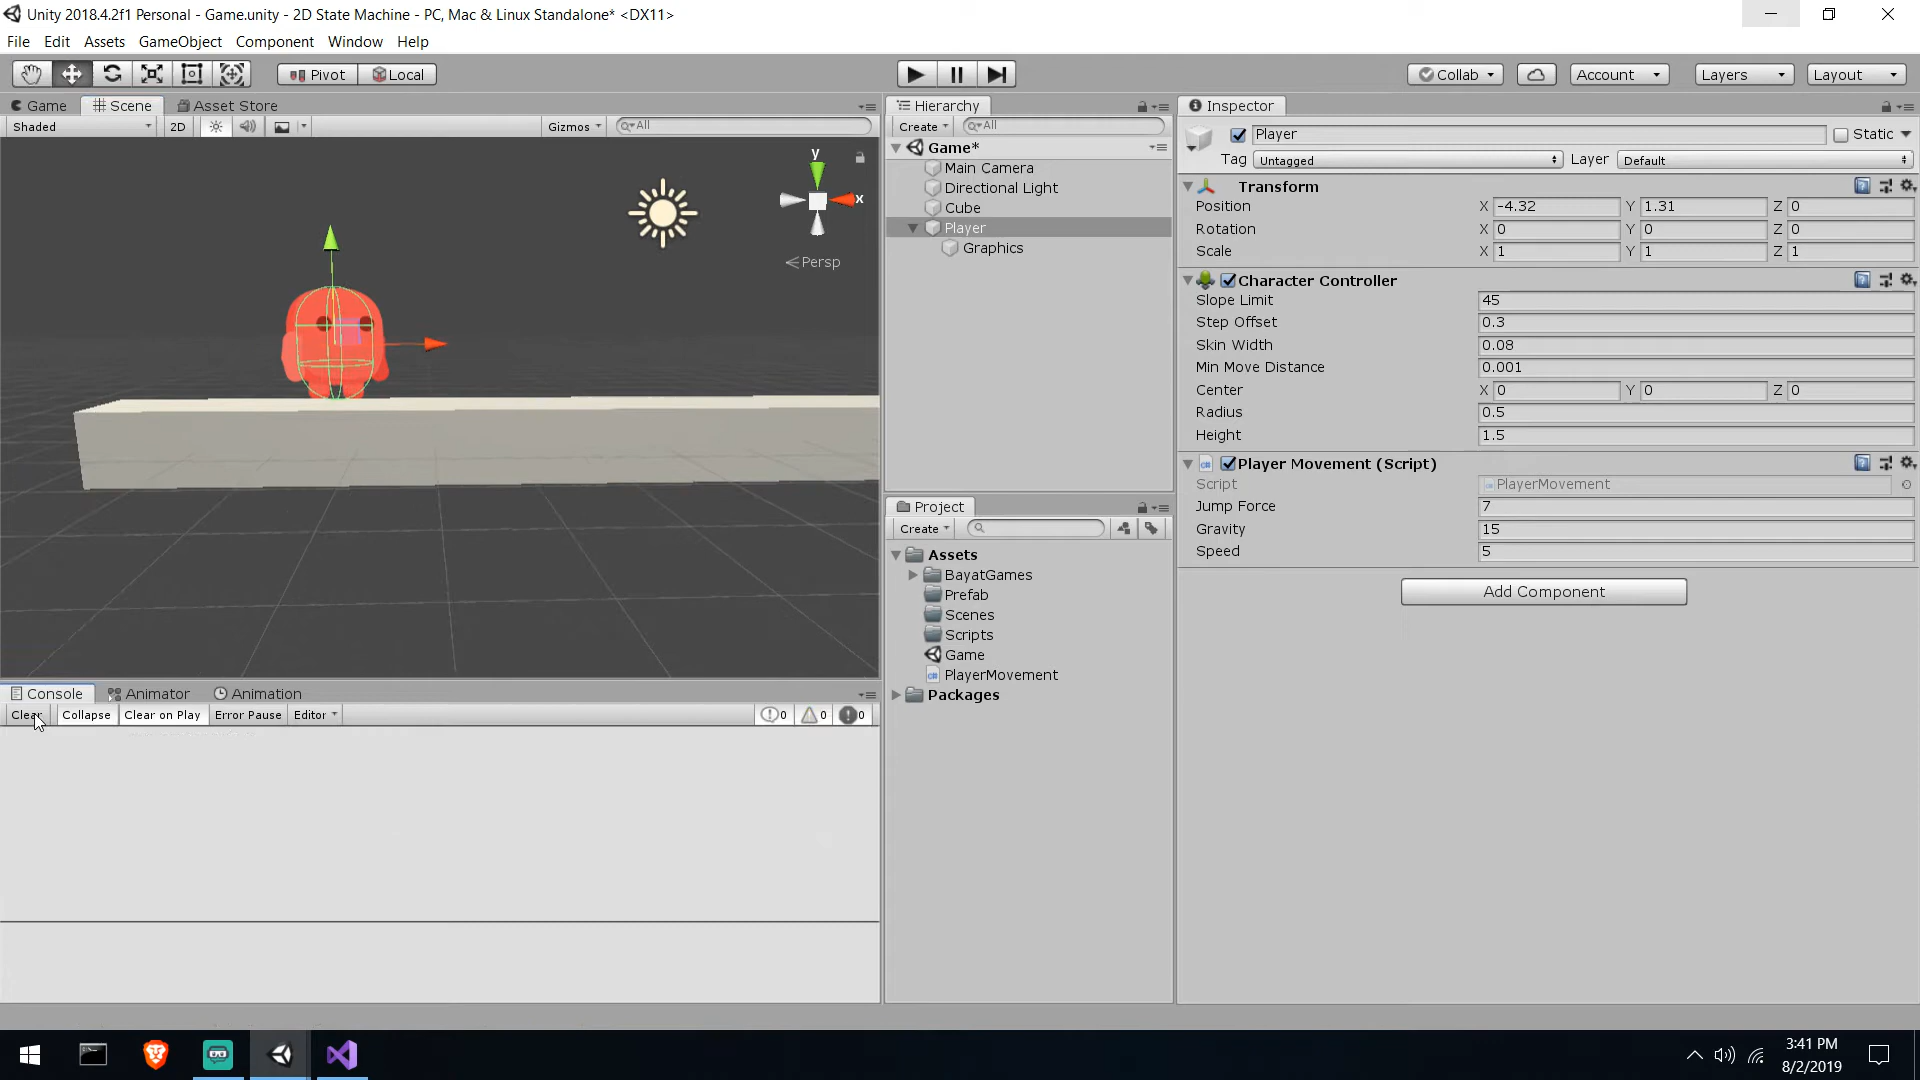 Unity 2018.4.2f1 Personal - Game.unity - 2D State Machine - PC, Mac & Linux Standalone* <DX11>
File Edit Assets GameObject Component Window Help
Pivot Local Collab Account Layers Layout
Game Scene Asset Store
Shaded 2D Gizmos All
y
x
Persp
Console Animator Animation
Clear Collapse Clear on Play Error Pause Editor 0 0 0
Hierarchy
Create All
Game*
Main Camera
Directional Light
Cube
Player
Graphics
Project
Create
Assets
BayatGames
Prefab
Scenes
Scripts
Game
PlayerMovement
Packages
Inspector
Player Static
Tag Untagged Layer Default
Transform
Position X -4.32 Y 1.31 Z 0
Rotation X 0 Y 0 Z 0
Scale X 1 Y 1 Z 1
Character Controller
Slope Limit 45
Step Offset 0.3
Skin Width 0.08
Min Move Distance 0.001
Center X 0 Y 0 Z 0
Radius 0.5
Height 1.5
Player Movement (Script)
Script PlayerMovement
Jump Force 7
Gravity 15
Speed 5
Add Component
3:41 PM
8/2/2019